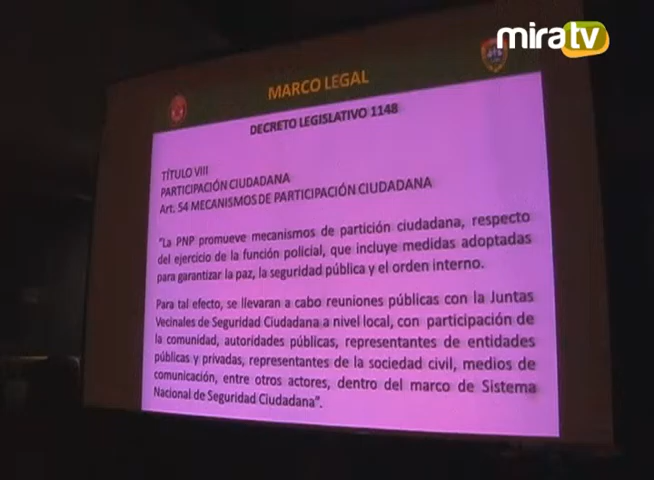 miratv
MARCO LEGAL
DECRETO LEGISLATIVO 1148
TÍTULO VIII
PARTICIPACIÓN CIUDADANA
Art. 54 MECANISMOS DE PARTICIPACIÓN CIUDADANA
"La PNP promueve mecanismos de partición ciudadana, respecto
del ejercicio de la función policial, que incluye medidas adoptadas
para garantizar la paz, la seguridad pública y el orden interno.
Para tal efecto, se llevaran a cabo reuniones públicas con la Juntas
Vecinales de Seguridad Ciudadana a nivel local, con participación de
la comunidad, autoridades públicas, representantes de entidades
públicas y privadas, representantes de la sociedad civil, medios de
comunicación, entre otros actores, dentro del marco de Sistema
Nacional de Seguridad Ciudadana".